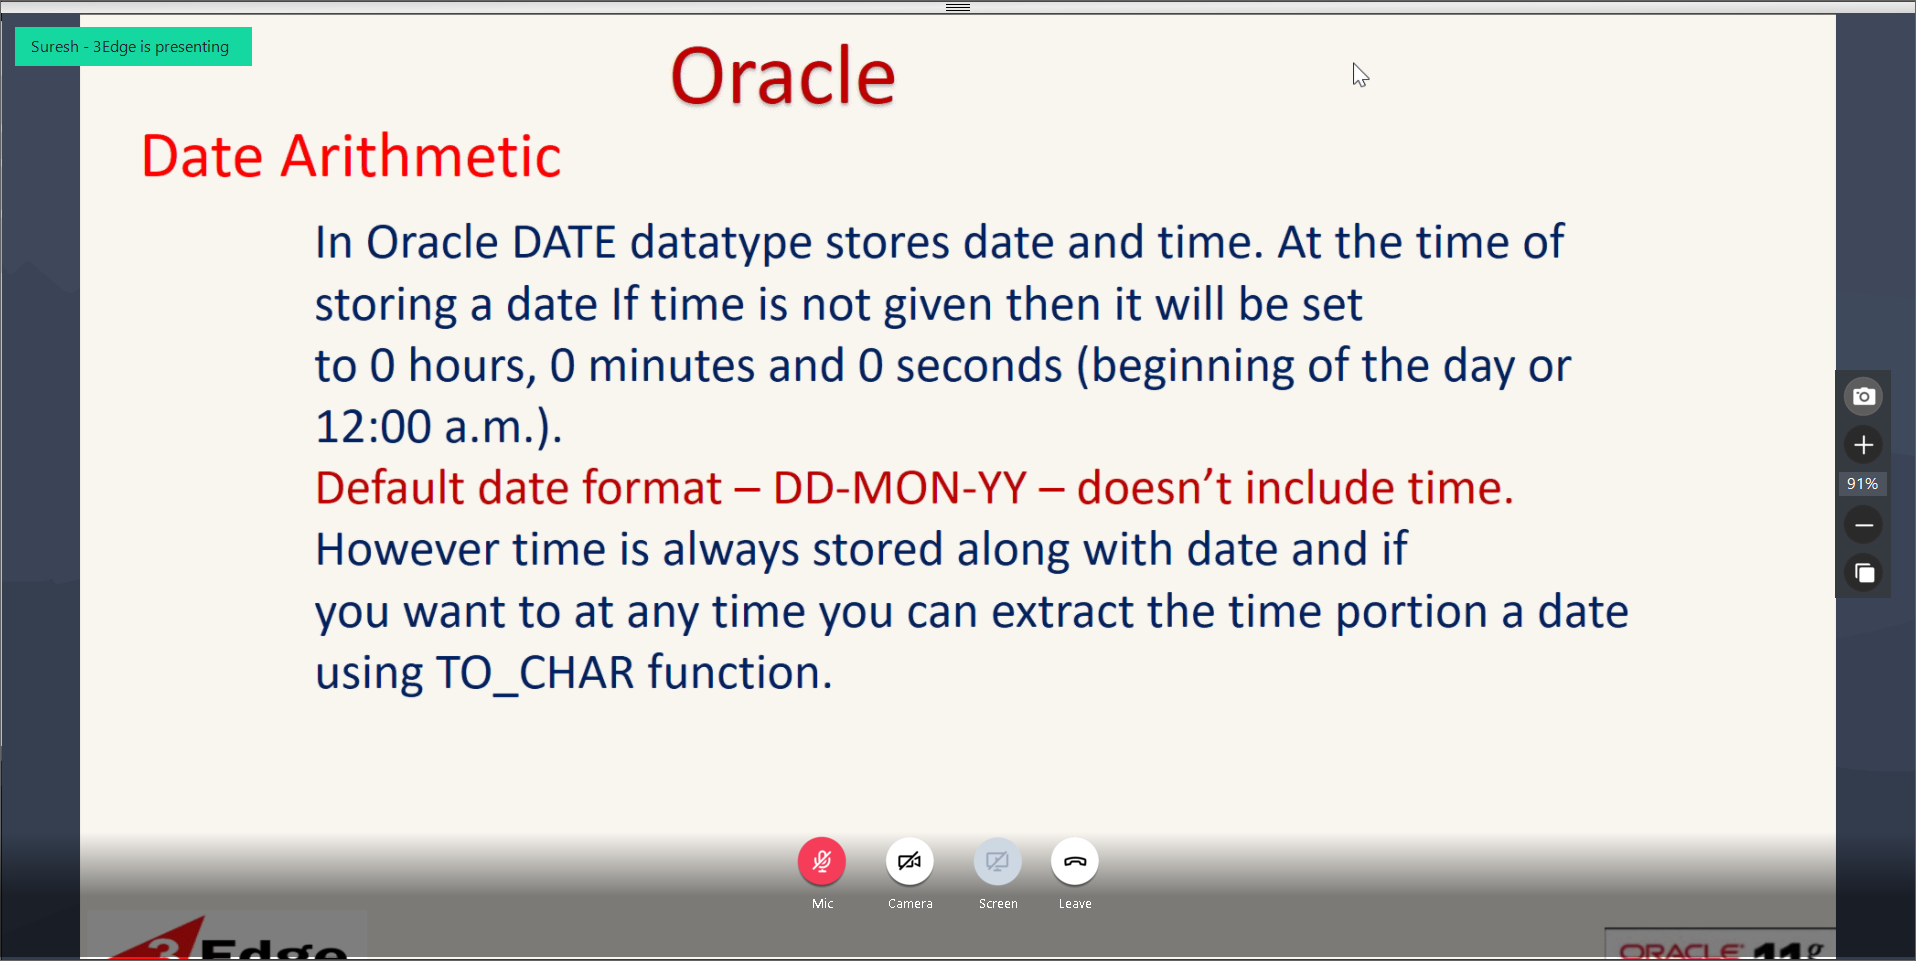 Suresh - 3Edge is presenting
Oracle
Date Arithmetic
In Oracle DATE datatype stores date and time. At the time of
storing a date If time is not given then it will be set
to 0 hours, 0 minutes and 0 seconds (beginning of the day or
12:00 a.m.).
Default date format – DD-MON-YY – doesn’t include time.
However time is always stored along with date and if
you want to at any time you can extract the time portion a date
using TO_CHAR function.
91%
Mic
Camera
Screen
Leave
3Edge
ORACLE 11g